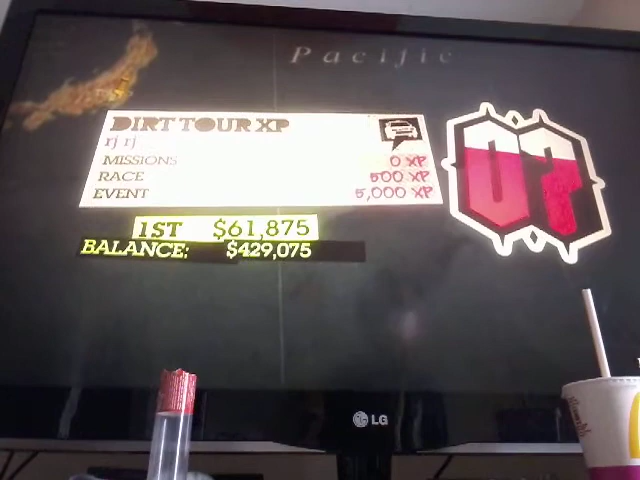 Pacific
DIRT TOUR XP
rj rj
MISSIONS 0 XP
RACE 500 XP
EVENT 5,000 XP
07
1ST $61,875
BALANCE: $429,075
LG